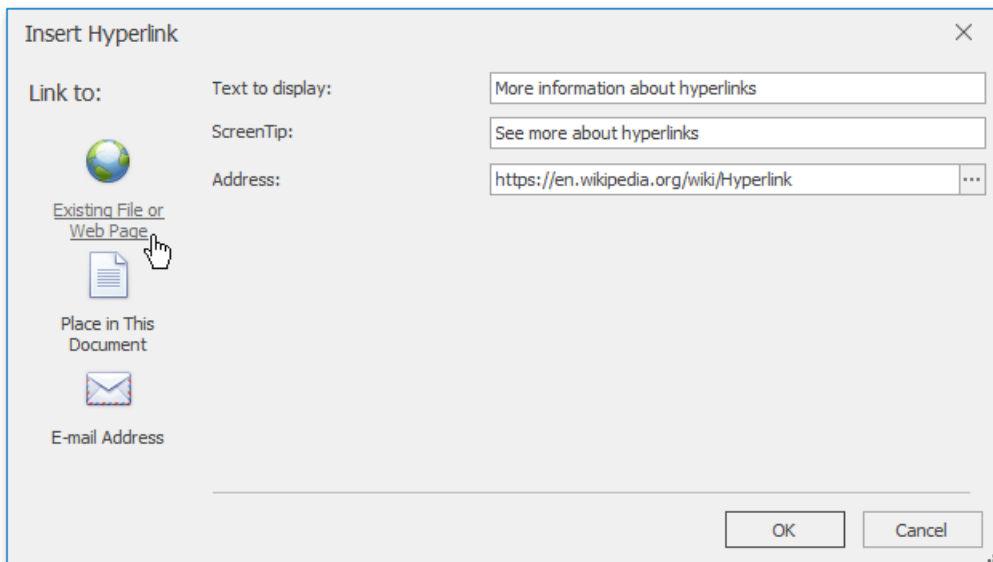 Insert Hyperlink
Link to:
Existing File or
Web Page
Place in This
Document
E-mail Address
Text to display:
More information about hyperlinks
ScreenTip:
See more about hyperlinks
Address:
https://en.wikipedia.org/wiki/Hyperlink
...
OK
Cancel